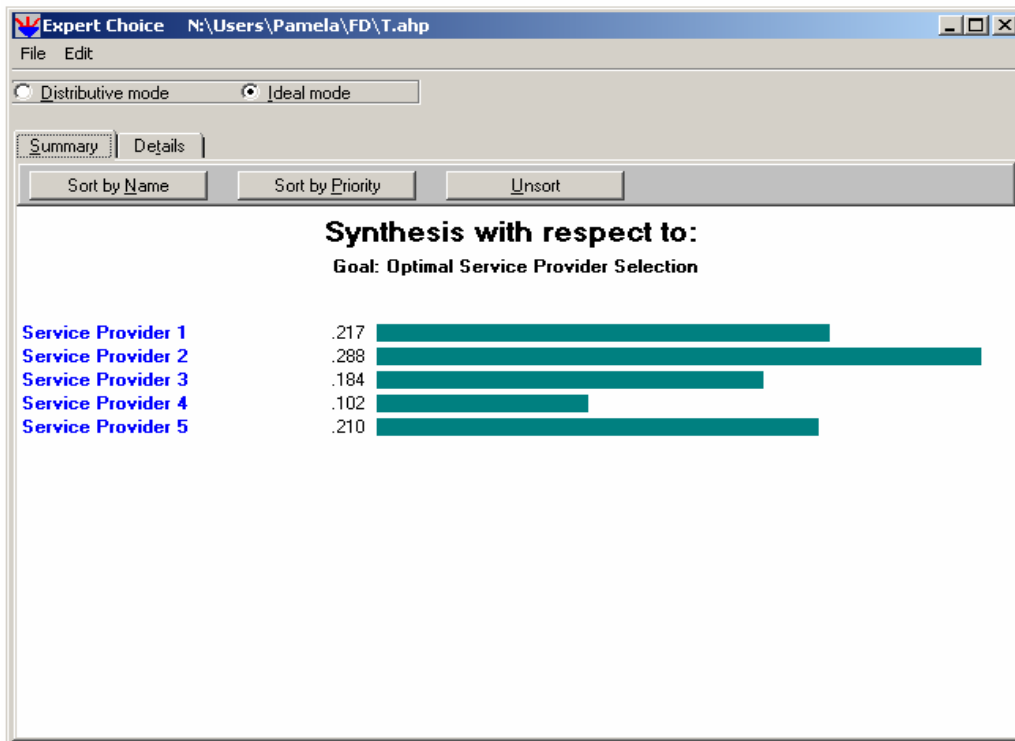 Expert Choice N:\Users\Pamela\FD\T.ahp
File Edit
Distributive mode Ideal mode
Summary Details
Sort by Name Sort by Priority Unsort
Synthesis with respect to:
Goal: Optimal Service Provider Selection
Service Provider 1 .217
Service Provider 2 .288
Service Provider 3 .184
Service Provider 4 .102
Service Provider 5 .210